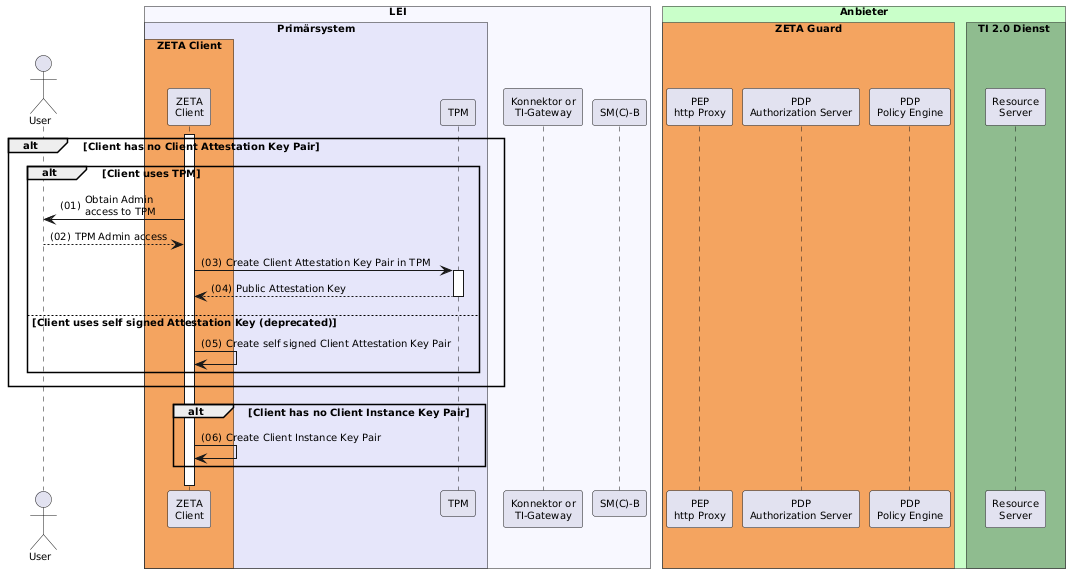 LEI
Anbieter
Primärsystem
ZETA Guard
TI 2.0 Dienst
ZETA Client
User
ZETA
Client
TPM
Konnektor or
TI-Gateway
SM(C)-B
PEP
http Proxy
PDP
Authorization Server
PDP
Policy Engine
Resource
Server
alt [Client has no Client Attestation Key Pair]
alt [Client uses TPM]
(01) Obtain Admin
access to TPM
(02) TPM Admin access
(03) Create Client Attestation Key Pair in TPM
(04) Public Attestation Key
[Client uses self signed Attestation Key (deprecated)]
(05) Create self signed Client Attestation Key Pair
alt [Client has no Client Instance Key Pair]
(06) Create Client Instance Key Pair
User
ZETA
Client
TPM
Konnektor or
TI-Gateway
SM(C)-B
PEP
http Proxy
PDP
Authorization Server
PDP
Policy Engine
Resource
Server